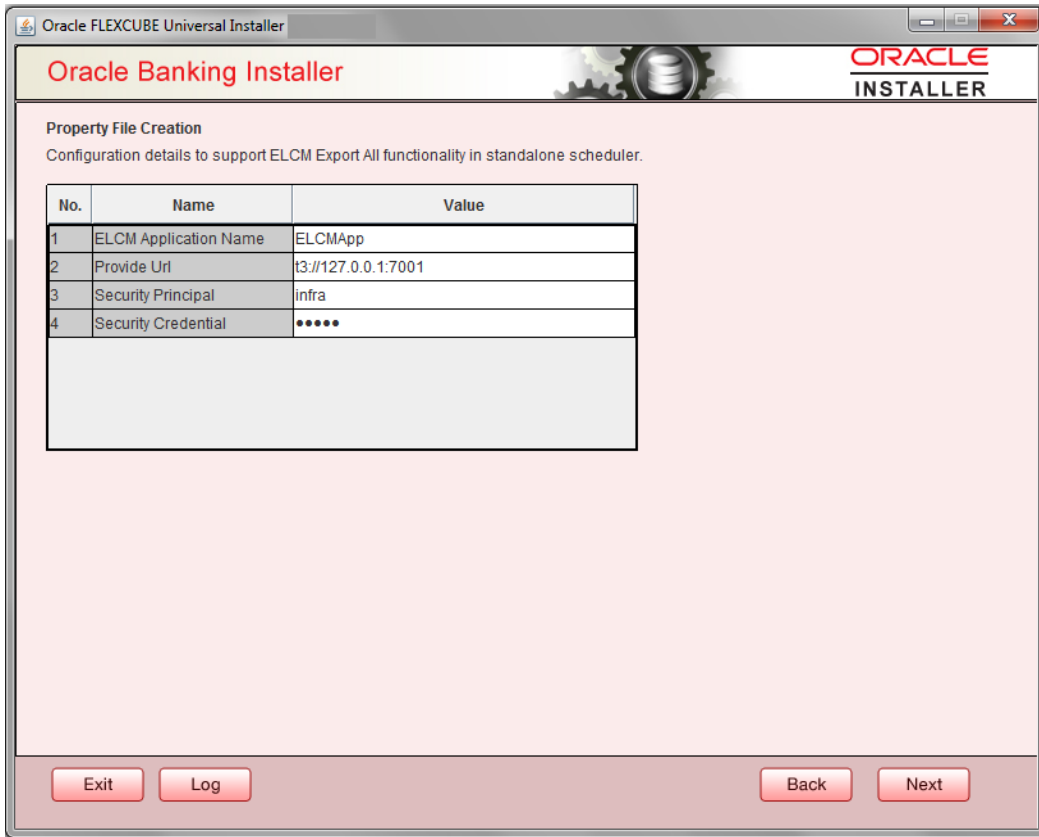 Oracle FLEXCUBE Universal Installer
Oracle Banking Installer
ORACLE
INSTALLER
Property File Creation
Configuration details to support ELCM Export All functionality in standalone scheduler.
No. Name Value
1 ELCM Application Name ELCMApp
2 Provide Url t3://127.0.0.1:7001
3 Security Principal infra
4 Security Credential •••••
Exit Log Back Next